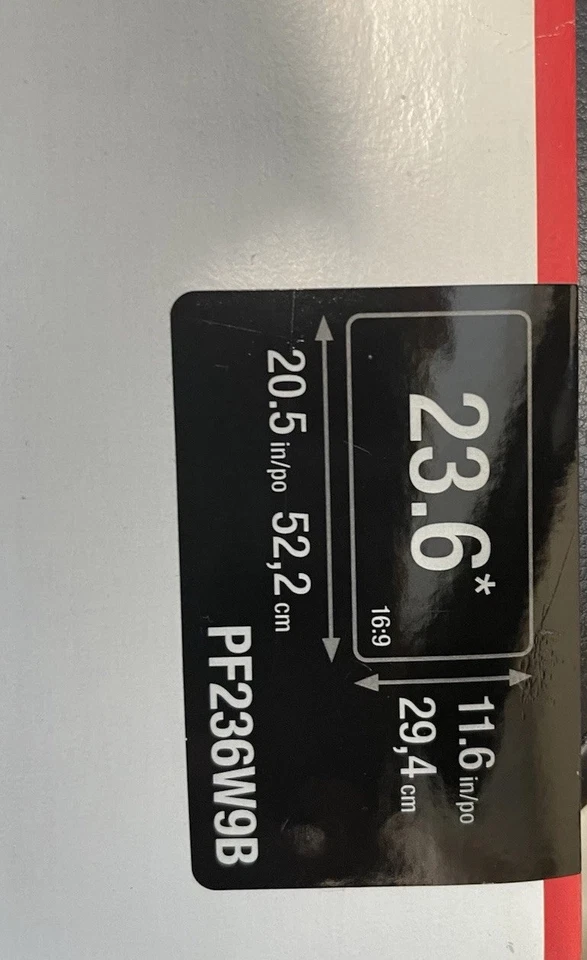 23.6*
16:9
11.6 in/po
29,4 cm
20.5 in/po 52,2 cm
PF236W9B